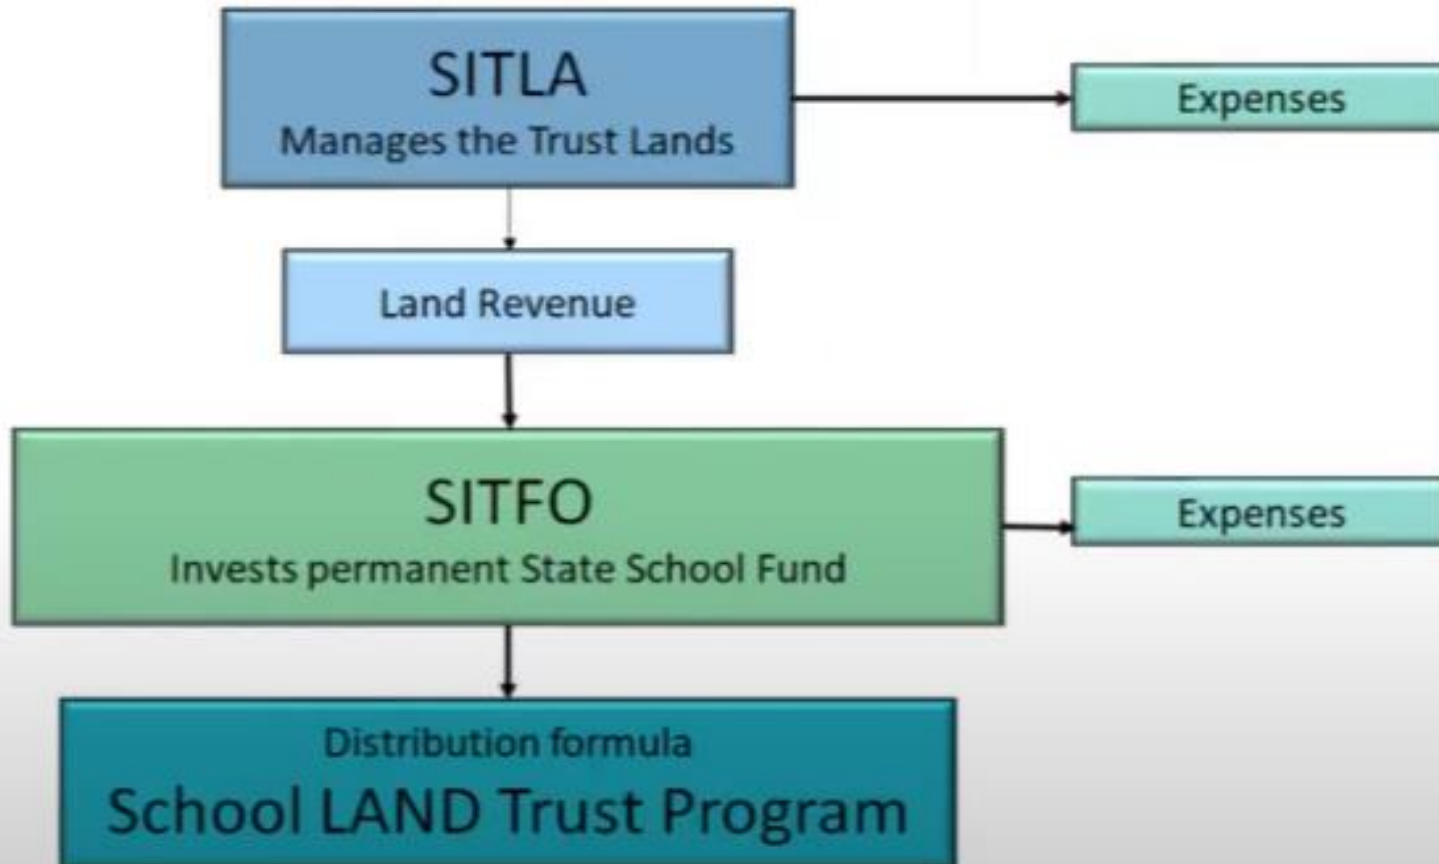 SITLA
Manages the Trust Lands
Expenses
Land Revenue
SITFO
Invests permanent State School Fund
Expenses
Distribution formula
School LAND Trust Program